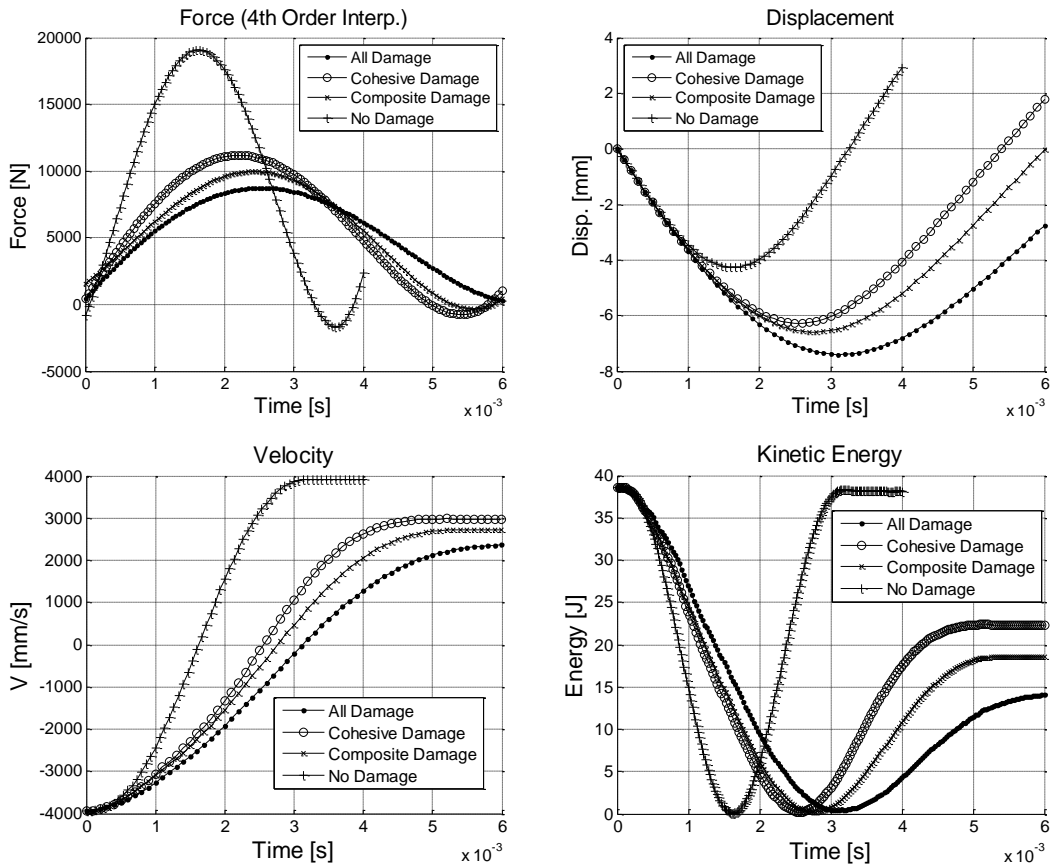 Force (4th Order Interp.)
20000
15000
10000
5000
0
-5000
Force [N]
All Damage
Cohesive Damage
Composite Damage
No Damage
0 1 2 3 4 5 6
Time [s]
x 10⁻³
Displacement
4
2
0
-2
-4
-6
-8
Disp. [mm]
All Damage
Cohesive Damage
Composite Damage
No Damage
0 1 2 3 4 5 6
Time [s]
x 10⁻³
Velocity
4000
3000
2000
1000
0
-1000
-2000
-3000
-4000
V [mm/s]
All Damage
Cohesive Damage
Composite Damage
No Damage
0 1 2 3 4 5 6
Time [s]
x 10⁻³
Kinetic Energy
40
35
30
25
20
15
10
5
0
Energy [J]
All Damage
Cohesive Damage
Composite Damage
No Damage
0 1 2 3 4 5 6
Time [s]
x 10⁻³